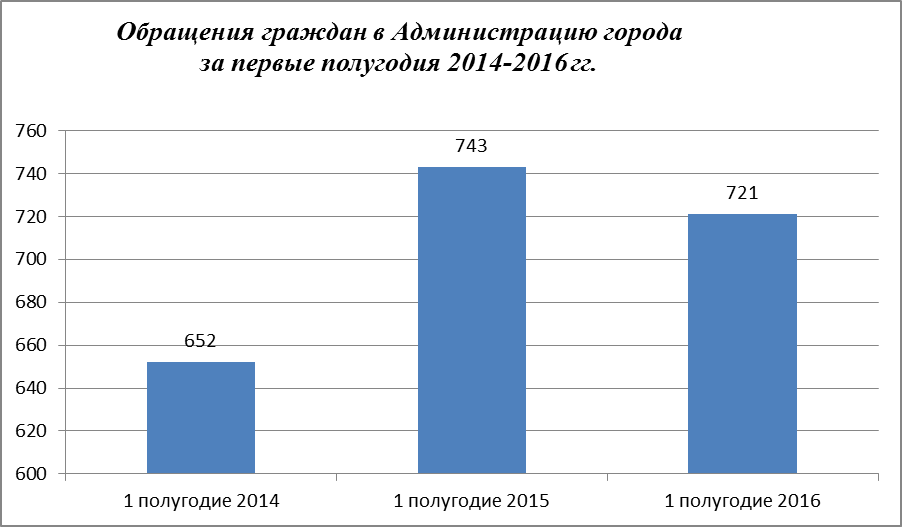 Обращения граждан в Администрацию города
за первые полугодия 2014-2016 гг.
760
740
720
700
680
660
640
620
600
652
743
721
1 полугодие 2014
1 полугодие 2015
1 полугодие 2016